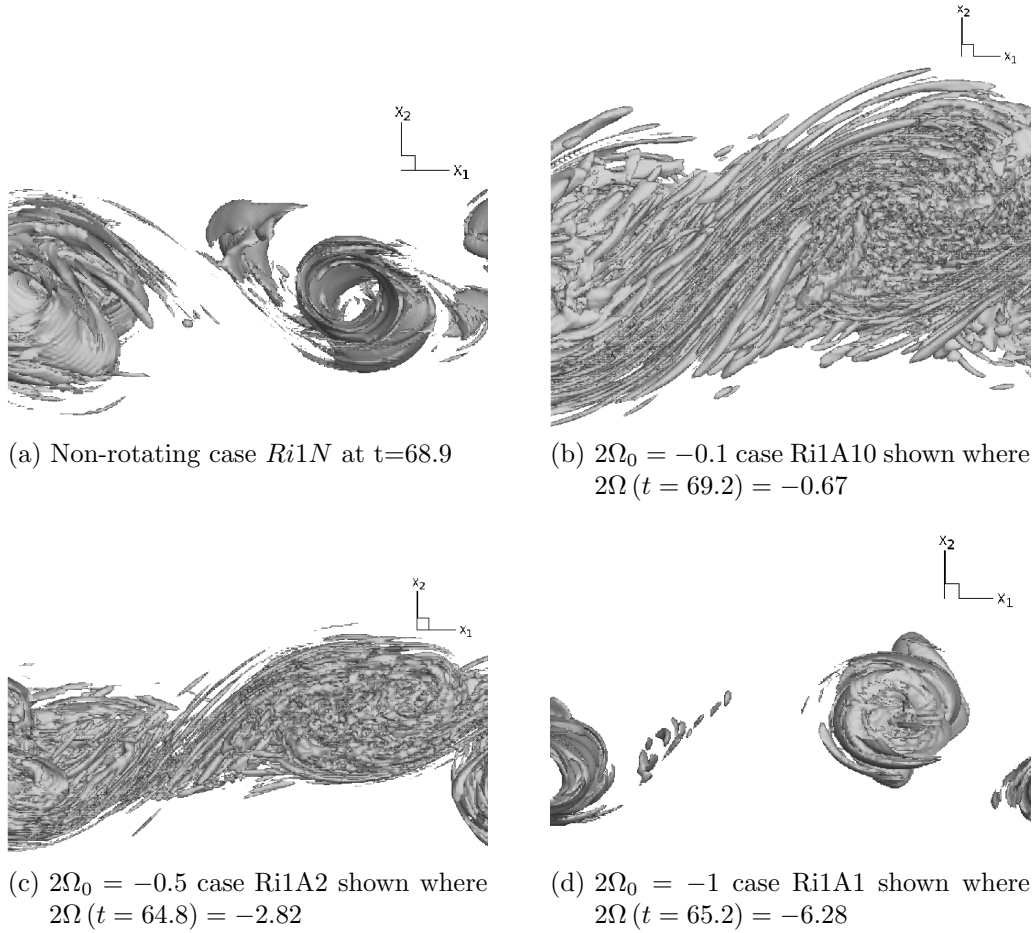 x₂
x₁
x₂
x₁
(a) Non-rotating case Ri1N at t=68.9
(b) 2Ω₀ = −0.1 case Ri1A10 shown where
2Ω (t = 69.2) = −0.67
x₂
x₁
x₂
x₁
(c) 2Ω₀ = −0.5 case Ri1A2 shown where
2Ω (t = 64.8) = −2.82
(d) 2Ω₀ = −1 case Ri1A1 shown where
2Ω (t = 65.2) = −6.28